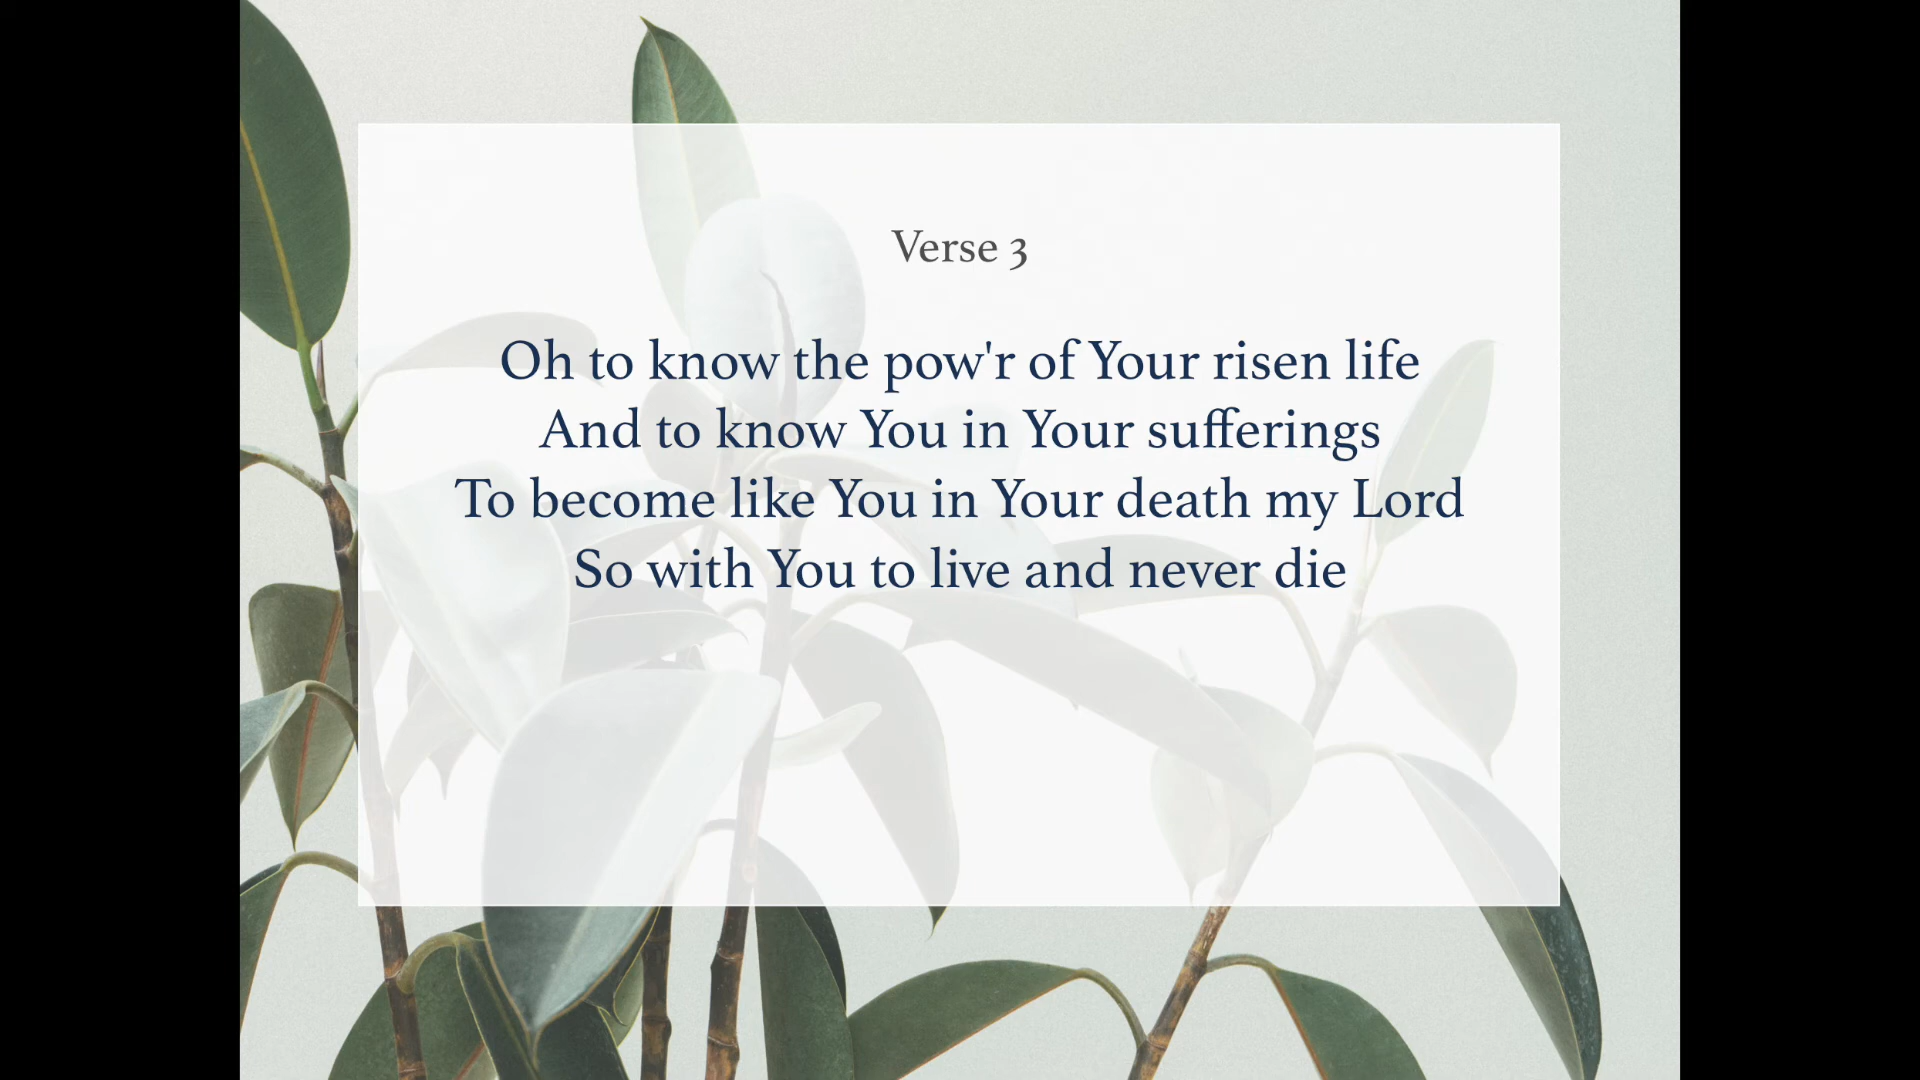 Verse 3
Oh to know the pow'r of Your risen life
And to know You in Your sufferings
To become like You in Your death my Lord
So with You to live and never die